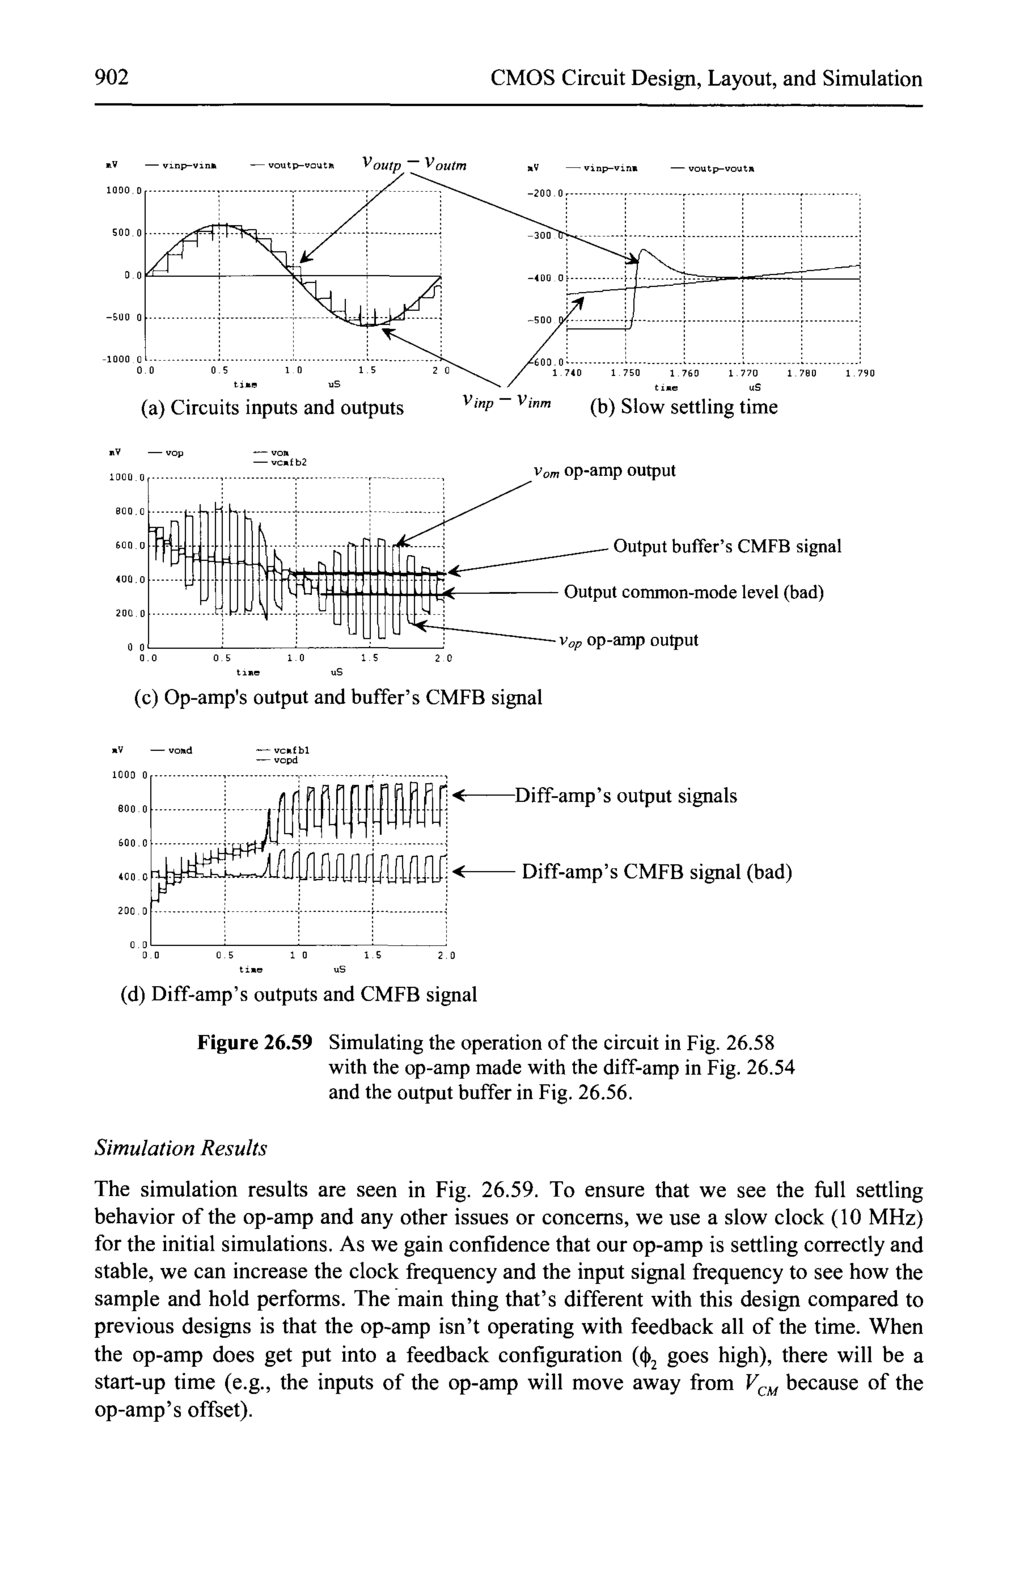 902
CMOS Circuit Design, Layout, and Simulation
mV — vinp-vinm — voutp-voutm
Voutp − Voutm
mV — vinp-vinm — voutp-voutm
1000.0
500.0
0.0
-500.0
-1000.0
0.0 0.5 1.0 1.5 2.0
time uS
-200.0
-300.0
-400.0
-500.0
-600.0
1.740 1.750 1.760 1.770 1.780 1.790
time uS
(a) Circuits inputs and outputs
Vinp − Vinm
(b) Slow settling time
mV — vop — vom
— vcmfb2
1000.0
800.0
600.0
400.0
200.0
0.0
0.0 0.5 1.0 1.5 2.0
time uS
vom op-amp output
Output buffer's CMFB signal
Output common-mode level (bad)
vop op-amp output
(c) Op-amp's output and buffer's CMFB signal
mV — vomd — vcmfb1
— vopd
1000.0
800.0
600.0
400.0
200.0
0.0
0.0 0.5 1.0 1.5 2.0
time uS
Diff-amp's output signals
Diff-amp's CMFB signal (bad)
(d) Diff-amp's outputs and CMFB signal
Figure 26.59 Simulating the operation of the circuit in Fig. 26.58
with the op-amp made with the diff-amp in Fig. 26.54
and the output buffer in Fig. 26.56.
Simulation Results
The simulation results are seen in Fig. 26.59. To ensure that we see the full settling
behavior of the op-amp and any other issues or concerns, we use a slow clock (10 MHz)
for the initial simulations. As we gain confidence that our op-amp is settling correctly and
stable, we can increase the clock frequency and the input signal frequency to see how the
sample and hold performs. The main thing that's different with this design compared to
previous designs is that the op-amp isn't operating with feedback all of the time. When
the op-amp does get put into a feedback configuration (ϕ2 goes high), there will be a
start-up time (e.g., the inputs of the op-amp will move away from VCM because of the
op-amp's offset).